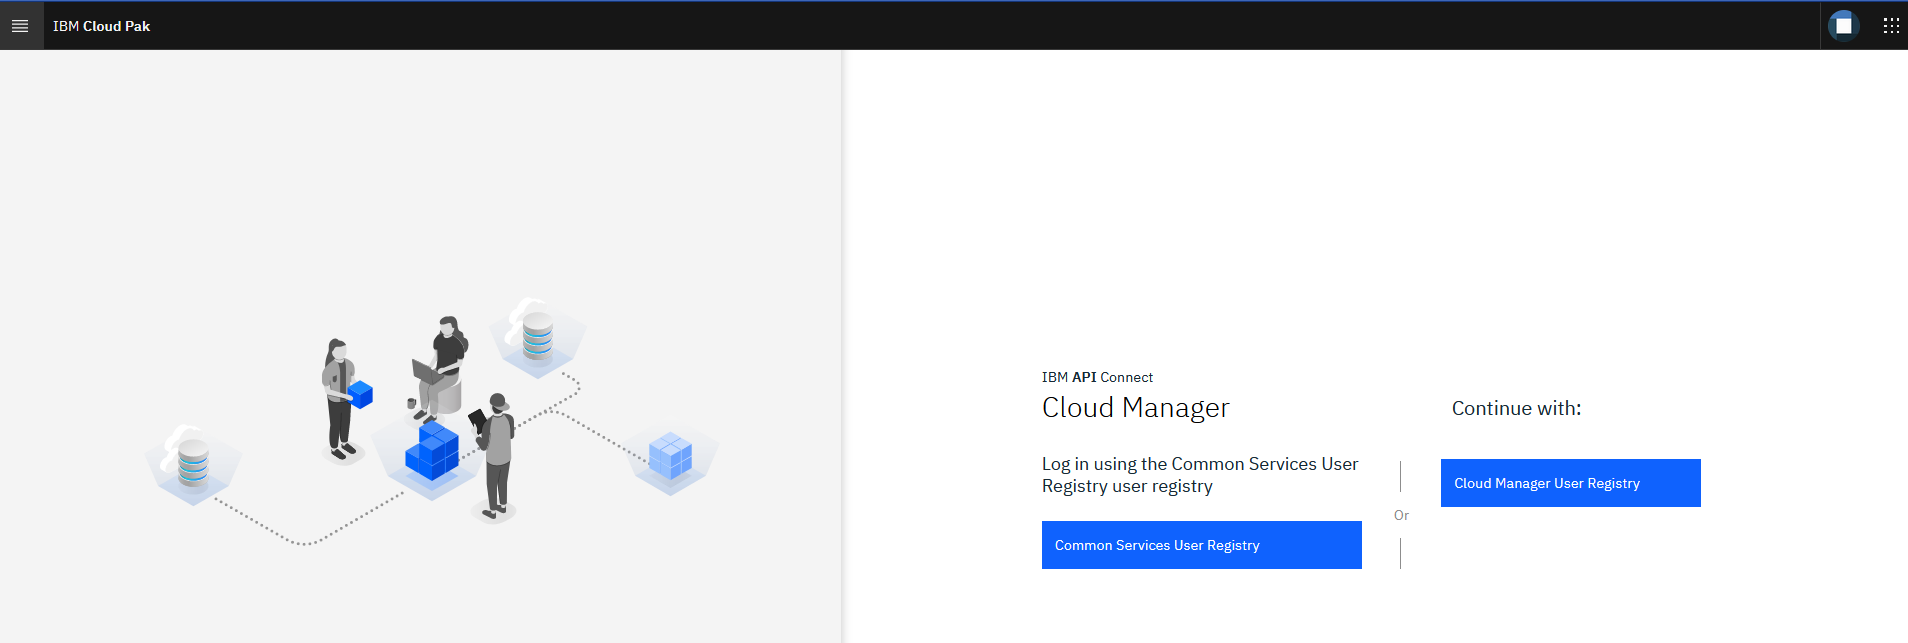 IBM Cloud Pak
IBM API Connect
Cloud Manager
Log in using the Common Services User
Registry user registry
Common Services User Registry
Or
Continue with:
Cloud Manager User Registry